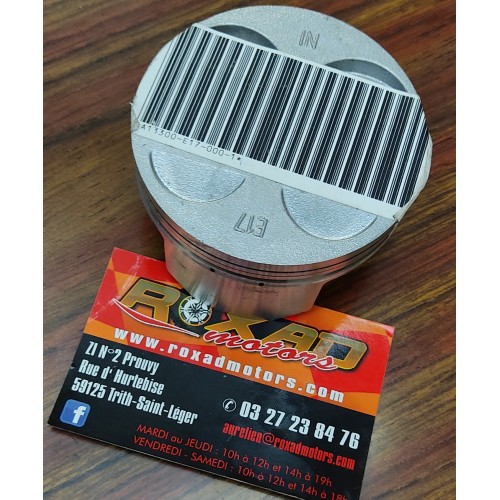 IN
A13300-E17-000-1
E17
ROXAD
motors
www.roxadmotors.com
ZI N°2 Prouvy
Rue d' Hurtebise
59125 Trith-Saint-Léger
03 27 23 84 76
aurelien@roxadmotors.com
f
MARDI au JEUDI : 10h à 12h et 14h à 19h
VENDREDI - SAMEDI : 10h à 12h et 14h à 18h